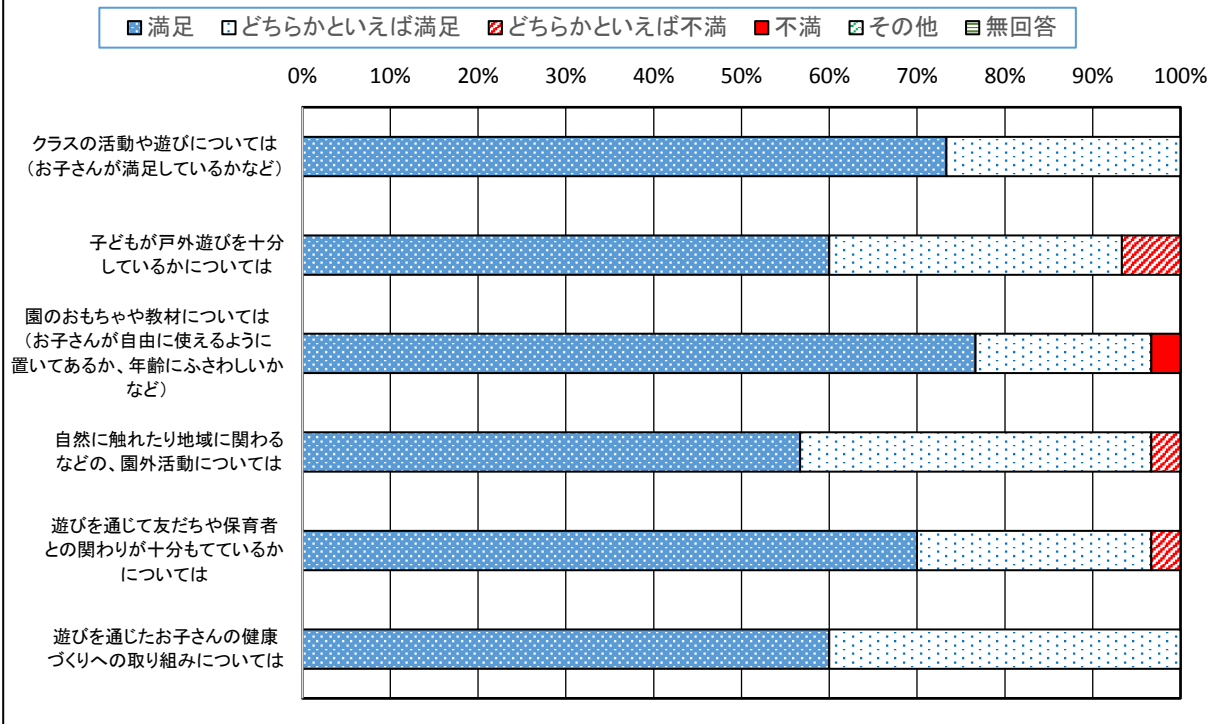 満足 どちらかといえば満足 どちらかといえば不満 不満 その他 無回答
0% 10% 20% 30% 40% 50% 60% 70% 80% 90% 100%
クラスの活動や遊びについては
（お子さんが満足しているかなど）
子どもが戸外遊びを十分
しているかについては
園のおもちゃや教材については
（お子さんが自由に使えるように
置いてあるか、年齢にふさわしいか
など）
自然に触れたり地域に関わる
などの、園外活動については
遊びを通じて友だちや保育者
との関わりが十分もてているか
については
遊びを通じたお子さんの健康
づくりへの取り組みについては